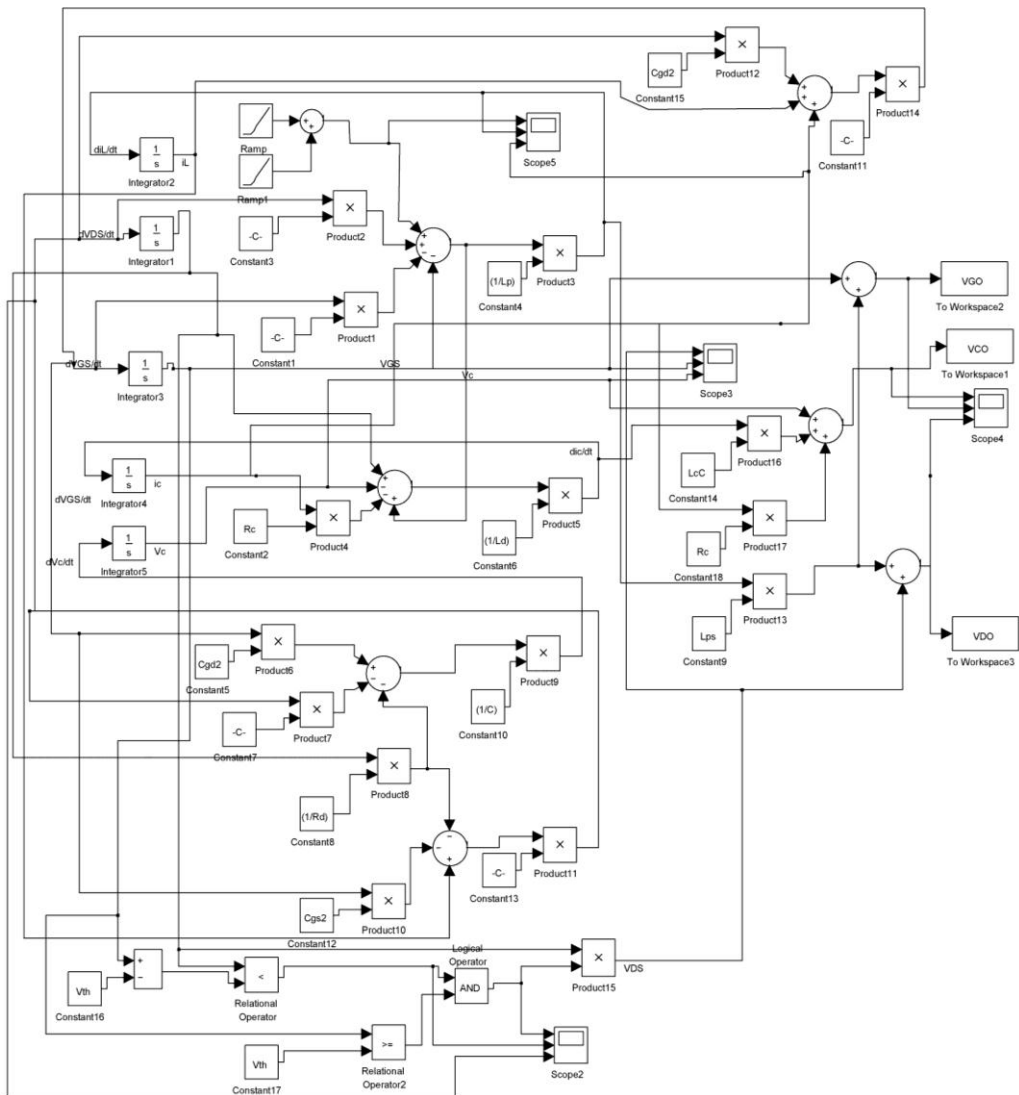 Cgd2
×
Product12
Constant15
+
+
+
×
Product14
-C-
Constant11
diL/dt
1
s
iL
Integrator2
Ramp
+
+
Ramp1
Scope5
dVDS/dt
1
s
Integrator1
×
Product2
-C-
Constant3
+
+
−
−
×
Product3
(1/Lp)
Constant4
×
Product1
-C-
Constant1
+
+
VGO
To Workspace2
dVGS/dt
1
s
Integrator3
VGS
Vc
Scope3
VCO
To Workspace1
Scope4
+
+
+
×
Product16
LcC
Constant14
dic/dt
1
s
ic
Integrator4
dVGS/dt
+
−
−
+
×
Product4
Rc
Constant2
×
Product5
(1/Ld)
Constant6
×
Product17
Rc
Constant18
1
s
Vc
dVc/dt
Integrator5
×
Product13
Lps
Constant9
+
+
VDO
To Workspace3
×
Product6
Cgd2
Constant5
+
−
−
×
Product9
(1/C)
Constant10
×
Product7
-C-
Constant7
×
Product8
(1/Rd)
Constant8
−
−
+
×
Product11
-C-
Constant13
×
Product10
Cgs2
Constant12
Logical
Operator
AND
×
Product15
VDS
+
−
Vth
Constant16
<
Relational
Operator
>=
Relational
Operator2
Vth
Constant17
Scope2